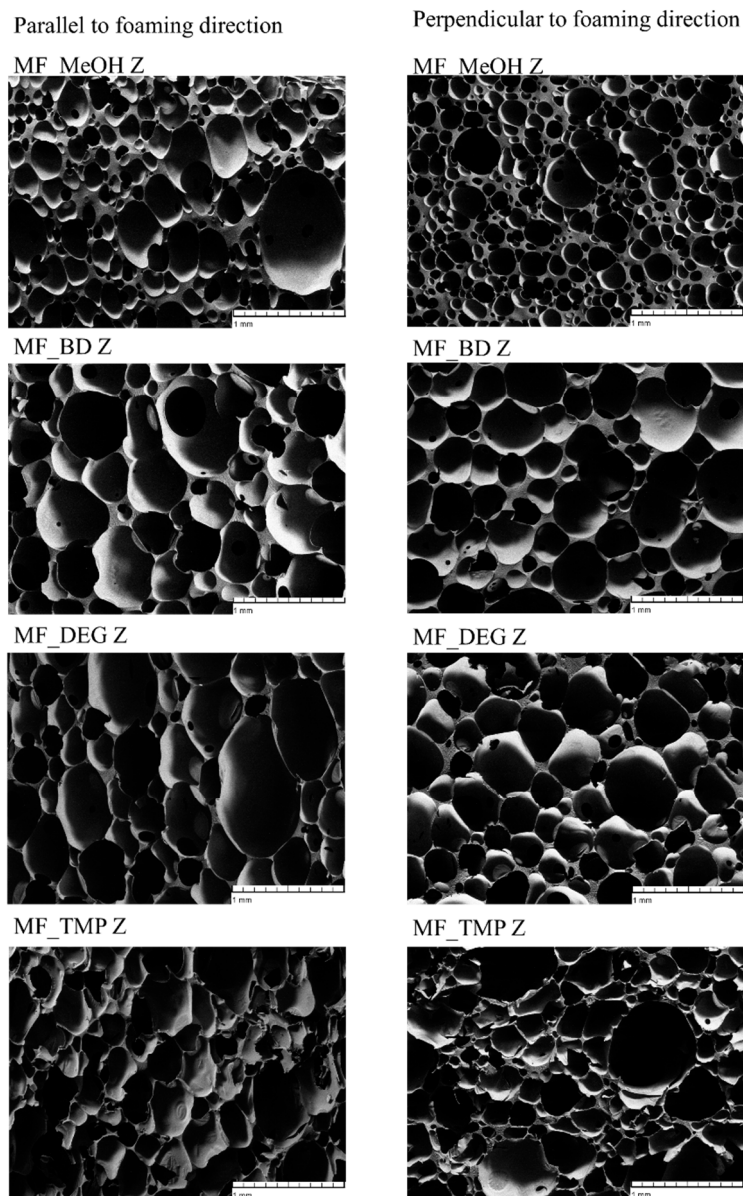 Parallel to foaming direction
Perpendicular to foaming direction
MF_MeOH Z
MF_MeOH Z
1 mm
1 mm
MF_BD Z
MF_BD Z
1 mm
1 mm
MF_DEG Z
MF_DEG Z
1 mm
1 mm
MF_TMP Z
MF_TMP Z
1 mm
1 mm